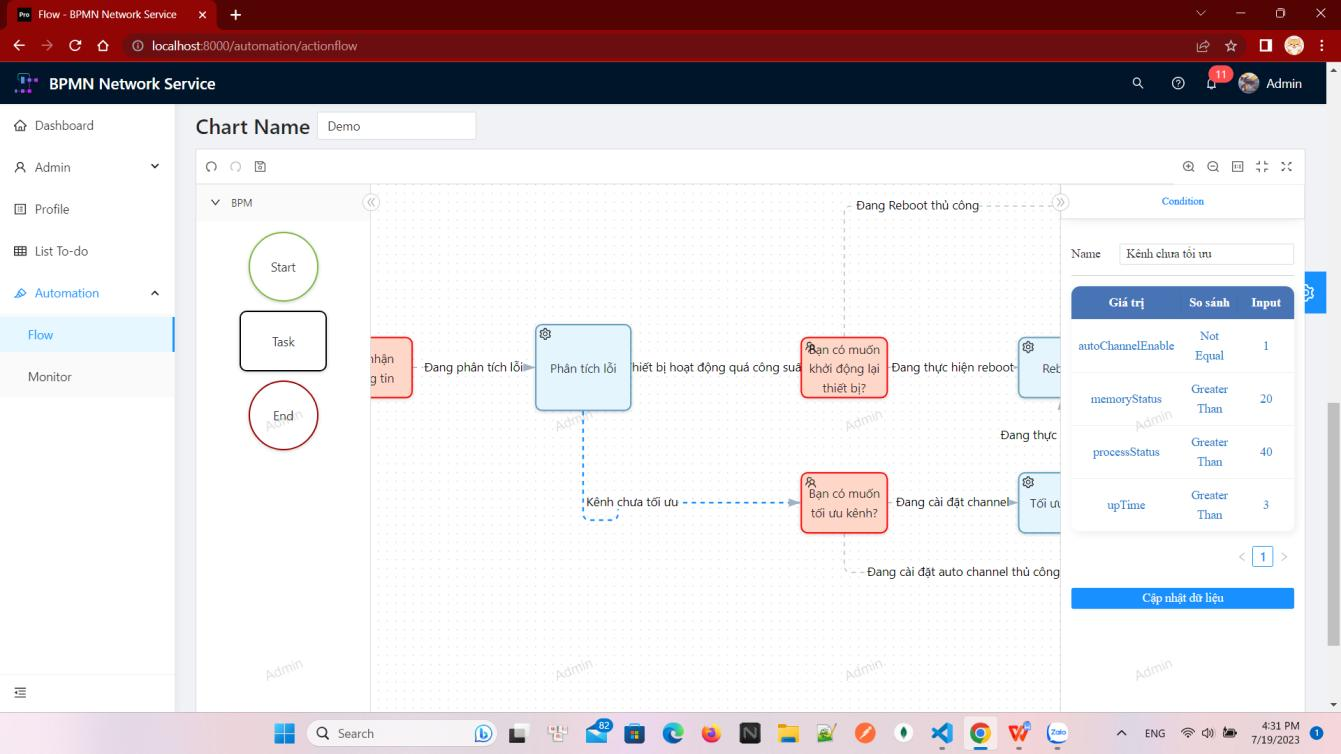 Pro
Flow - BPMN Network Service
localhost:8000/automation/actionflow
BPMN Network Service
11
Admin
Dashboard
Admin
Profile
List To-do
Automation
Flow
Monitor
Chart Name
Demo
BPM
Start
Task
End
nhận
g tin
Đang phân tích lỗi
Phân tích lỗi
hiết bị hoạt động quá công suấ
Đang Reboot thủ công
Bạn có muốn
khởi động lại
thiết bị?
Đang thực hiện reboot
Reb
Đang thực
Kênh chưa tối ưu
Bạn có muốn
tối ưu kênh?
Đang cài đặt channel
Tối ưu
Đang cài đặt auto channel thủ công
Condition
Name
Kênh chưa tối ưu
Giá trị So sánh Input
autoChannelEnable Not Equal 1
memoryStatus Greater Than 20
processStatus Greater Than 40
upTime Greater Than 3
1
Cập nhật dữ liệu
Admin
Admin
Admin
Admin
Admin
Admin
Admin
Admin
Search
82
Zalo
ENG
4:31 PM
7/19/2023
1